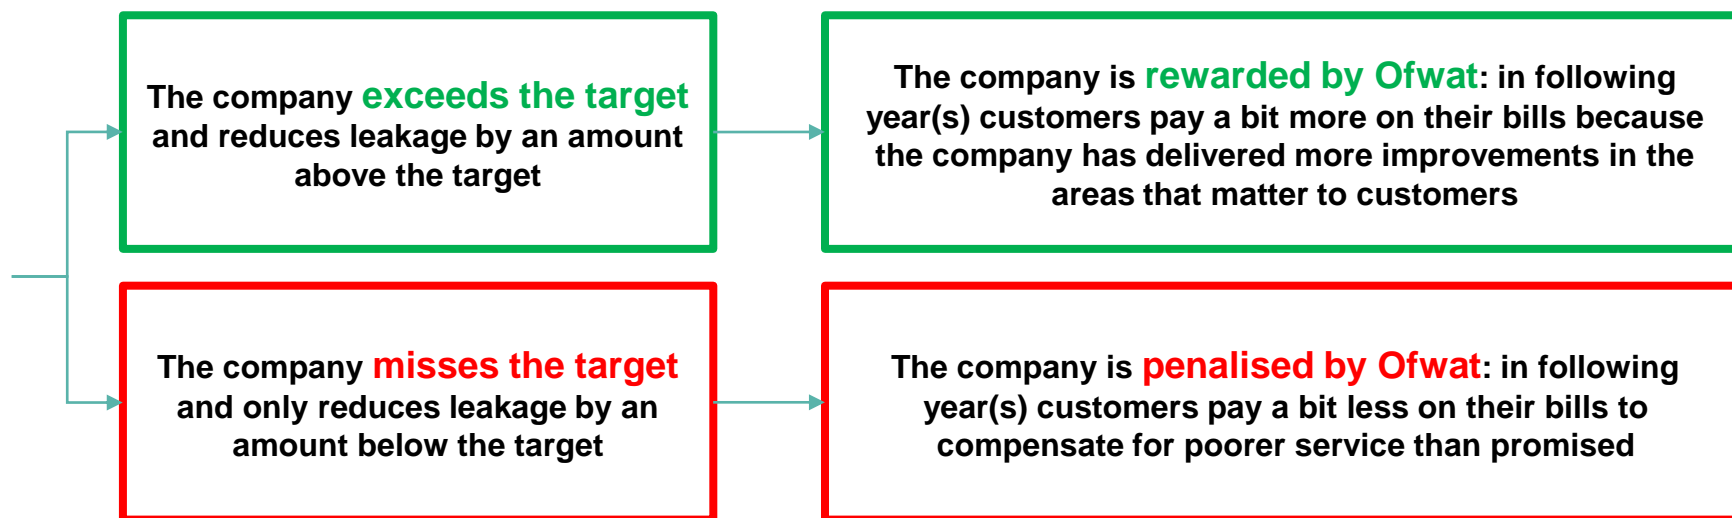 The company exceeds the target
and reduces leakage by an amount
above the target
The company is rewarded by Ofwat: in following
year(s) customers pay a bit more on their bills because
the company has delivered more improvements in the
areas that matter to customers
The company misses the target
and only reduces leakage by an
amount below the target
The company is penalised by Ofwat: in following
year(s) customers pay a bit less on their bills to
compensate for poorer service than promised